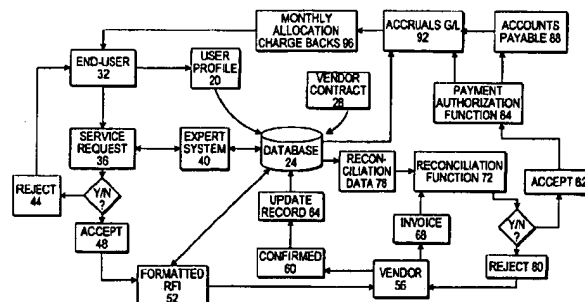 MONTHLY
ALLOCATION
CHARGE BACKS 96
ACCRUALS G/L
92
ACCOUNTS
PAYABLE 88
END-USER
32
USER
PROFILE
20
VENDOR
CONTRACT
28
PAYMENT
AUTHORIZATION
FUNCTION 84
SERVICE
REQUEST
36
EXPERT
SYSTEM
40
DATABASE
24
RECON-
CILIATION
DATA 76
RECONCILIATION
FUNCTION 72
REJECT
44
Y/N
?
UPDATE
RECORD 64
INVOICE
68
Y/N
?
ACCEPT 82
ACCEPT
48
CONFIRMED
60
VENDOR
56
REJECT 80
FORMATTED
RFI
52